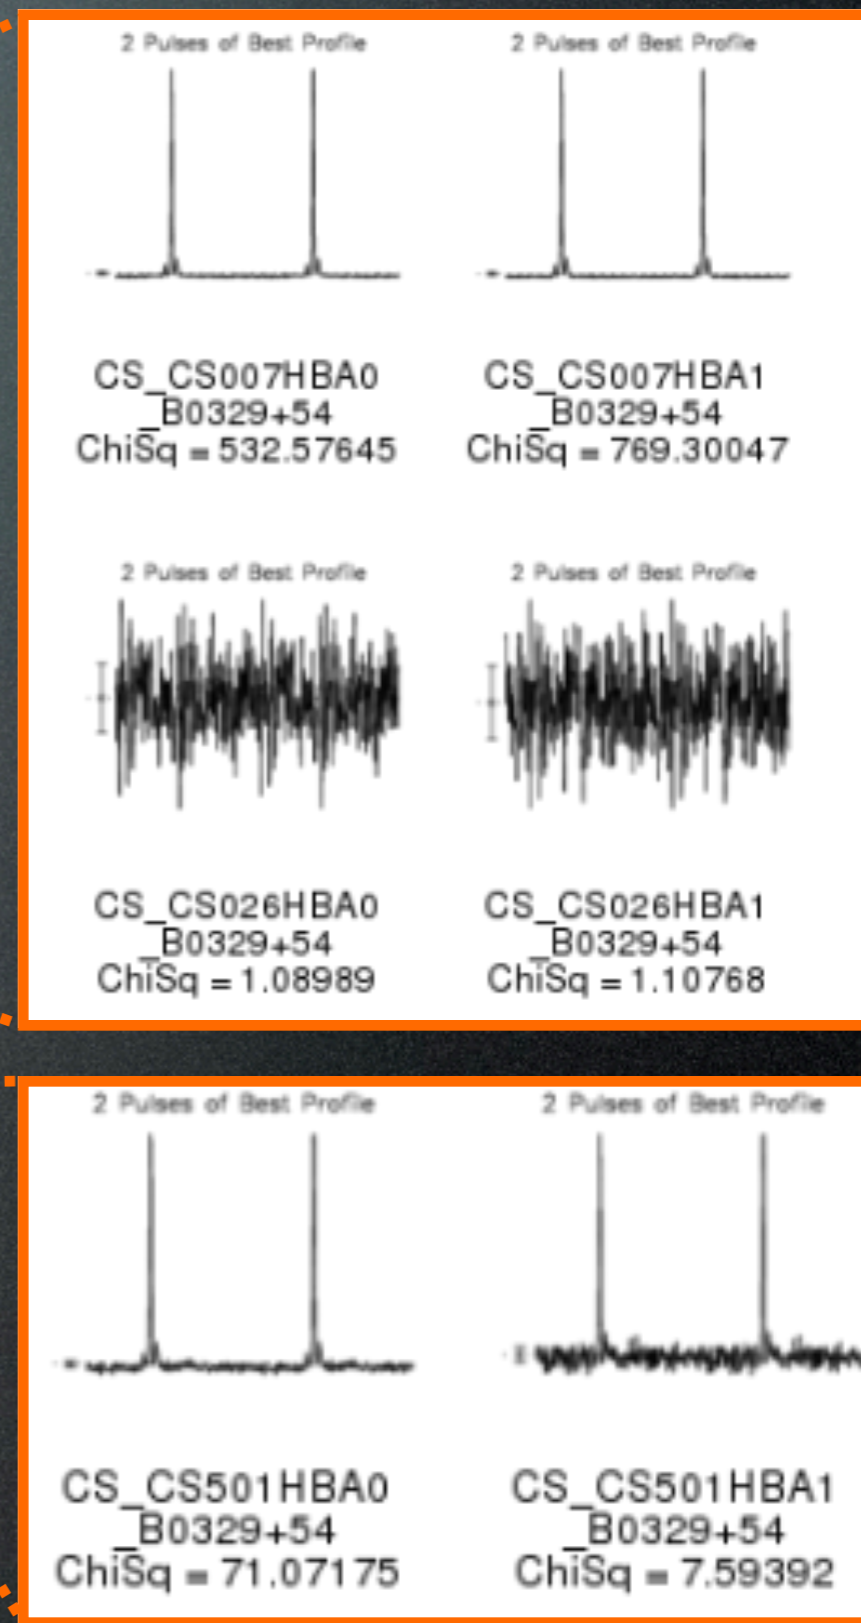 2 Pulses of Best Profile
2 Pulses of Best Profile
CS_CS007HBA0
_B0329+54
ChiSq = 532.57645
CS_CS007HBA1
_B0329+54
ChiSq = 769.30047
2 Pulses of Best Profile
2 Pulses of Best Profile
CS_CS026HBA0
_B0329+54
ChiSq = 1.08989
CS_CS026HBA1
_B0329+54
ChiSq = 1.10768
2 Pulses of Best Profile
2 Pulses of Best Profile
CS_CS501HBA0
_B0329+54
ChiSq = 71.07175
CS_CS501HBA1
_B0329+54
ChiSq = 7.59392